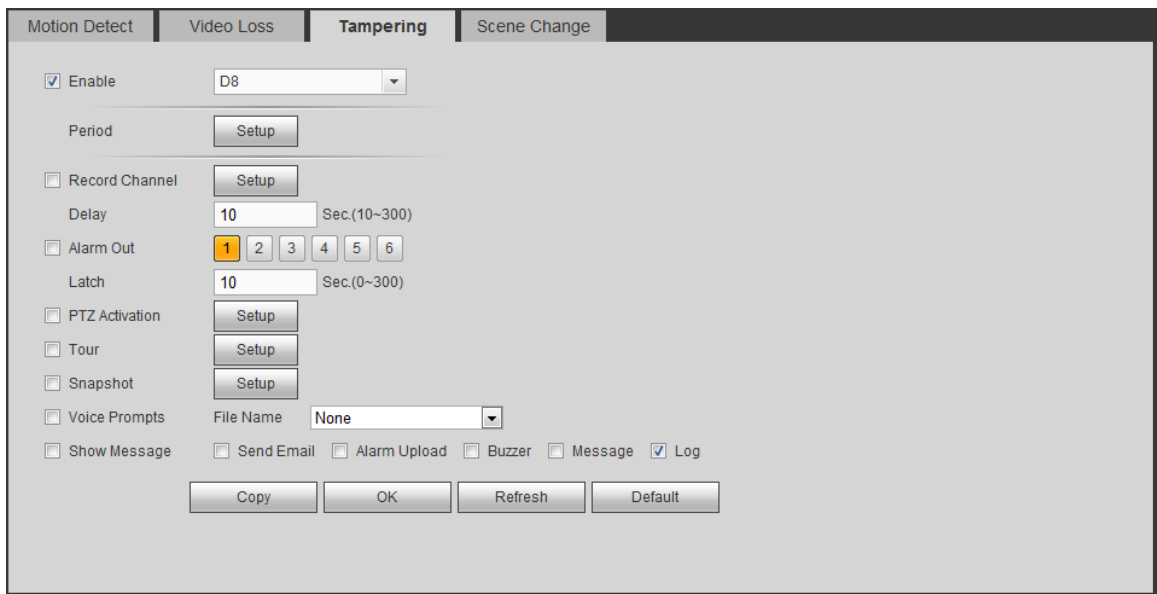 Motion Detect Video Loss Tampering Scene Change
Enable D8
Period Setup
Record Channel Setup
Delay 10 Sec.(10~300)
Alarm Out 1 2 3 4 5 6
Latch 10 Sec.(0~300)
PTZ Activation Setup
Tour Setup
Snapshot Setup
Voice Prompts File Name None
Show Message Send Email Alarm Upload Buzzer Message Log
Copy OK Refresh Default